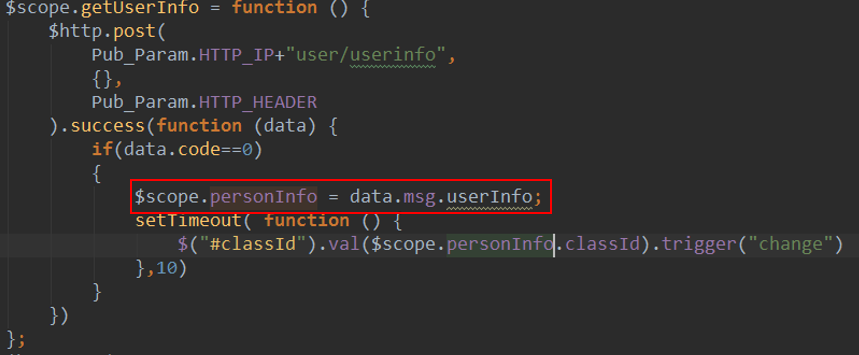 $scope.getUserInfo = function () {
$http.post(
Pub_Param.HTTP_IP+"user/userinfo",
{},
Pub_Param.HTTP_HEADER
).success(function (data) {
if(data.code==0)
{
$scope.personInfo = data.msg.userInfo;
setTimeout( function () {
$("#classId").val($scope.personInfo.classId).trigger("change")
},10)
}
})
};